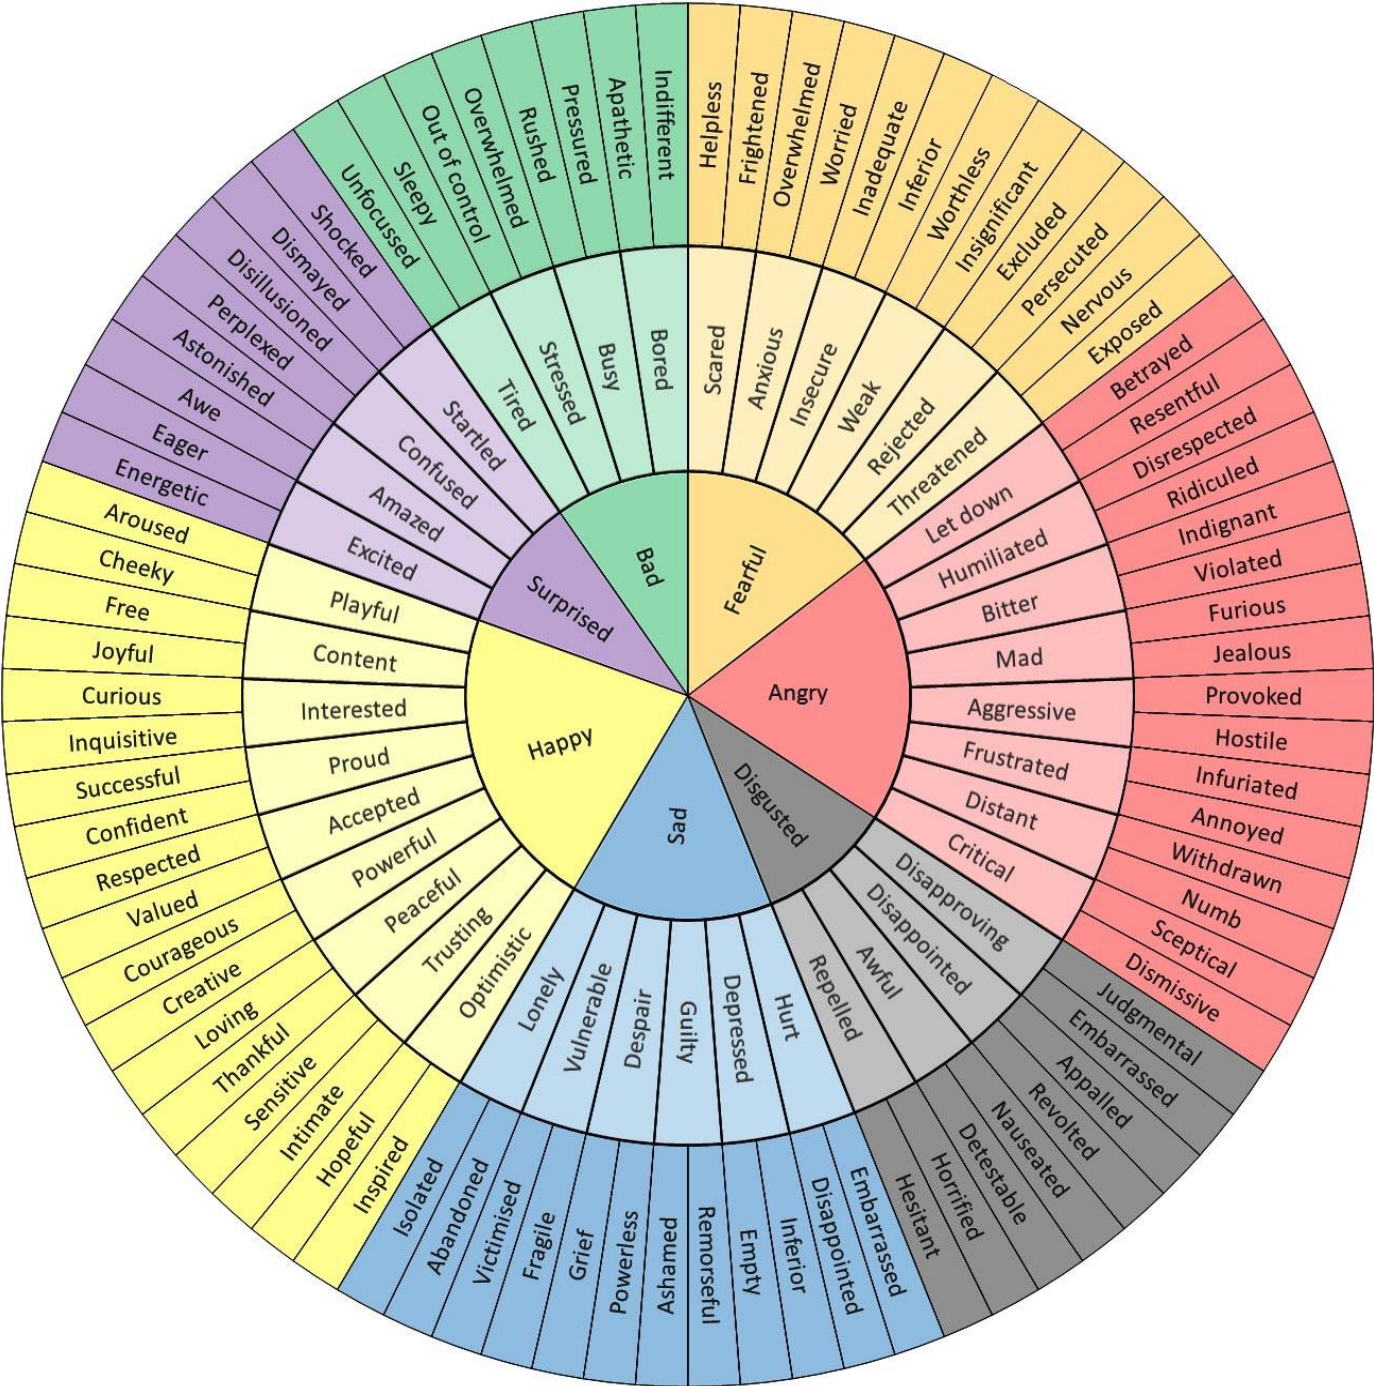 Fearful
Angry
Disgusted
Sad
Happy
Surprised
Bad
Scared
Anxious
Insecure
Weak
Rejected
Threatened
Let down
Humiliated
Bitter
Mad
Aggressive
Frustrated
Distant
Critical
Disapproving
Disappointed
Awful
Repelled
Hurt
Depressed
Guilty
Despair
Vulnerable
Lonely
Optimistic
Trusting
Peaceful
Powerful
Accepted
Proud
Interested
Content
Playful
Excited
Amazed
Confused
Startled
Tired
Stressed
Busy
Bored
Helpless
Frightened
Overwhelmed
Worried
Inadequate
Inferior
Worthless
Insignificant
Excluded
Persecuted
Nervous
Exposed
Betrayed
Resentful
Disrespected
Ridiculed
Indignant
Violated
Furious
Jealous
Provoked
Hostile
Infuriated
Annoyed
Withdrawn
Numb
Sceptical
Dismissive
Judgmental
Embarrassed
Appalled
Revolted
Nauseated
Detestable
Horrified
Hesitant
Embarrassed
Disappointed
Inferior
Empty
Remorseful
Ashamed
Powerless
Grief
Fragile
Victimised
Abandoned
Isolated
Inspired
Hopeful
Intimate
Sensitive
Thankful
Loving
Creative
Courageous
Valued
Respected
Confident
Successful
Inquisitive
Curious
Joyful
Free
Cheeky
Aroused
Energetic
Eager
Awe
Astonished
Perplexed
Disillusioned
Dismayed
Shocked
Unfocussed
Sleepy
Out of control
Overwhelmed
Rushed
Pressured
Apathetic
Indifferent